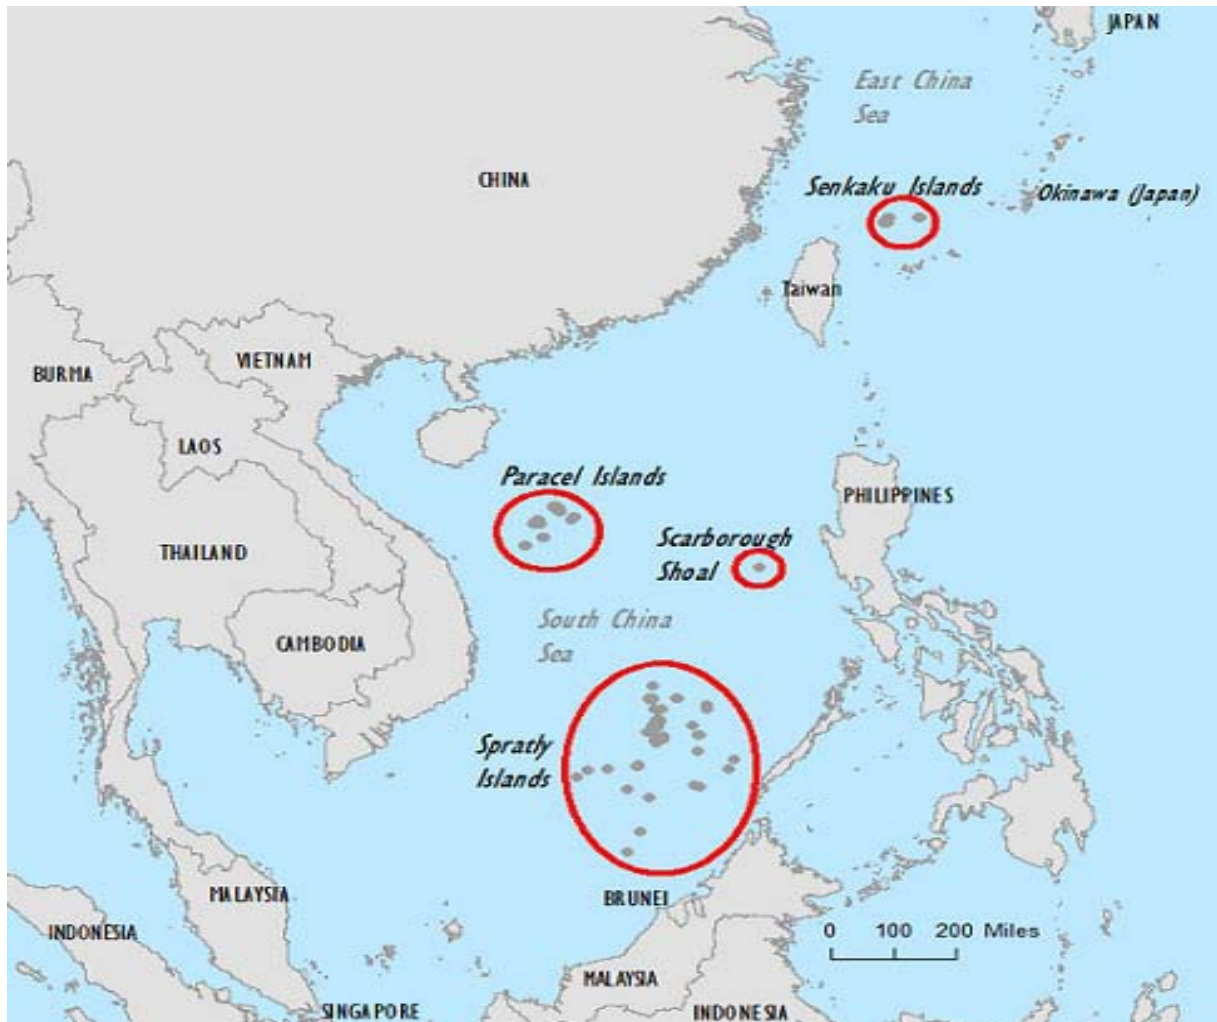 JAPAN
East China
Sea
CHINA
Senkaku Islands
Okinawa (Japan)
Taiwan
VIETNAM
BURMA
LAOS
Paracel Islands
PHILIPPINES
Scarborough
Shoal
THAILAND
South China
Sea
CAMBODIA
Spratly
Islands
MALAYSIA
BRUNEI
INDONESIA
0 100 200 Miles
MALAYSIA
SINGAPORE
INDONESIA